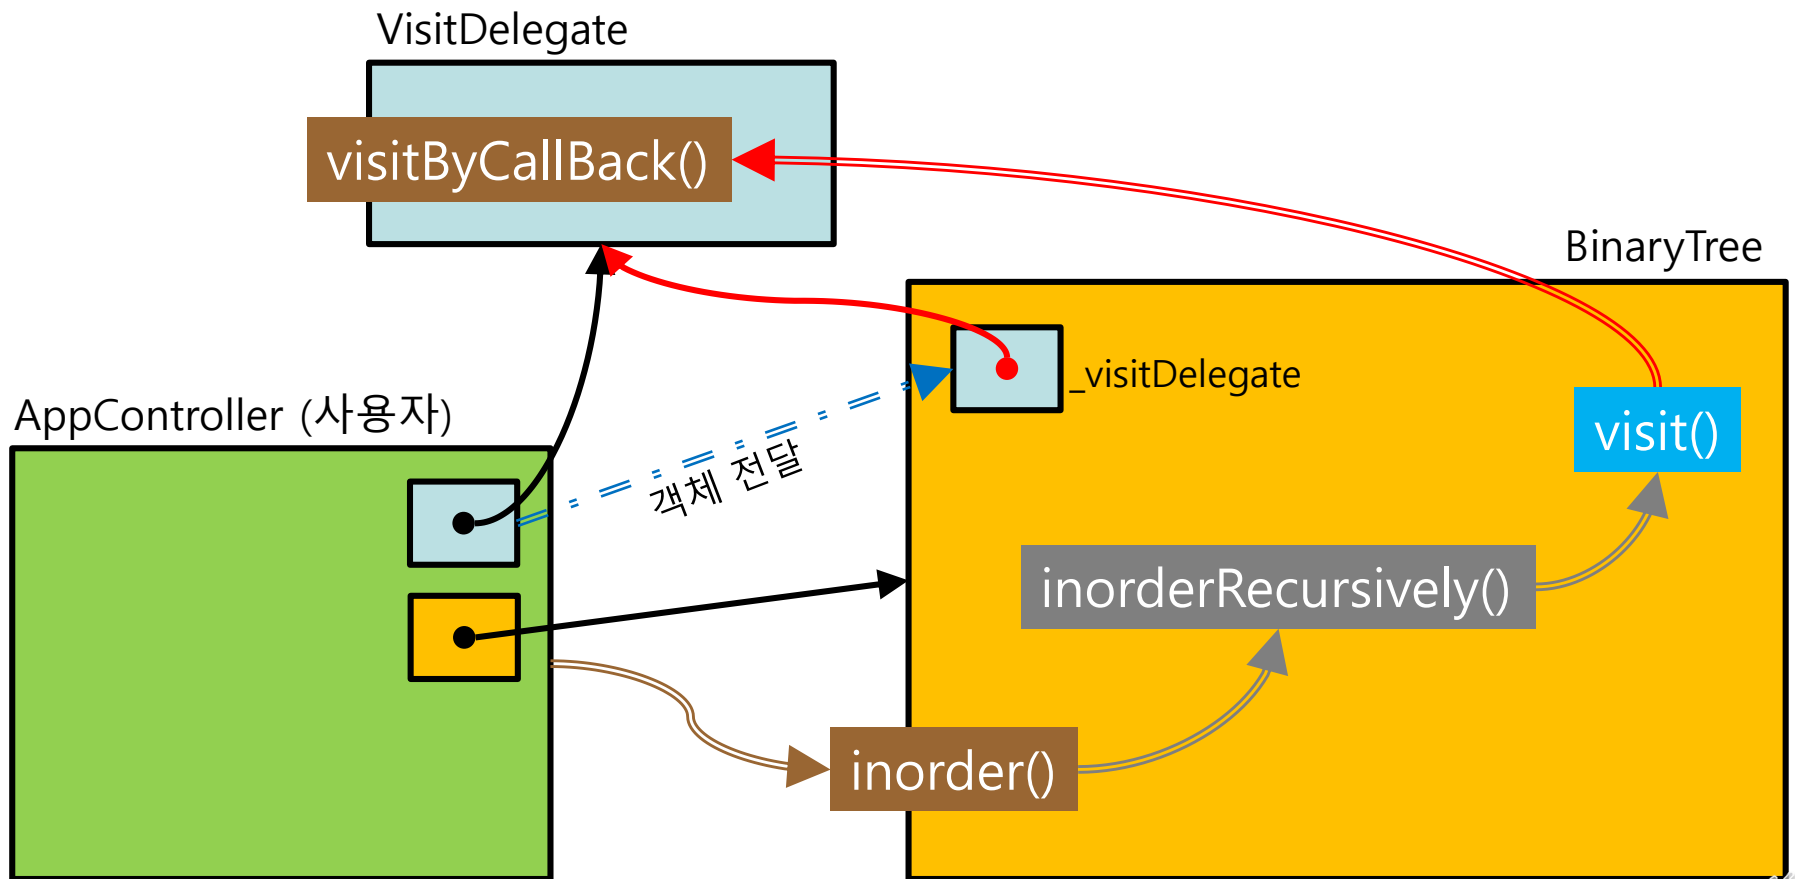 VisitDelegate
visitByCallBack()
BinaryTree
_visitDelegate
AppController (사용자)
visit()
객체 전달
inorderRecursively()
inorder()